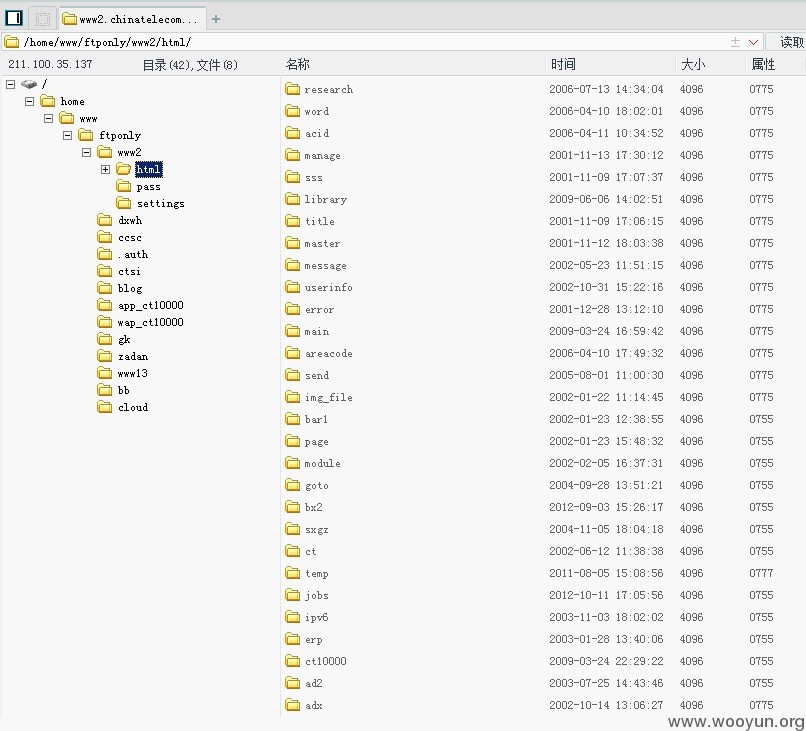 www2.chinatelecom...
/home/www/ftponly/www2/html/ 读取
211.100.35.137 目录(42),文件(8) 名称 时间 大小 属性
/
home
www
ftponly
www2
html
pass
settings
dxwh
ccsc
.auth
ctsi
blog
app_ct10000
wap_ct10000
gk
zadan
www13
bb
cloud
research 2006-07-13 14:34:04 4096 0775
word 2006-04-10 18:02:01 4096 0775
acid 2006-04-11 10:34:52 4096 0775
manage 2001-11-13 17:30:12 4096 0775
sss 2001-11-09 17:07:37 4096 0775
library 2009-06-06 14:02:51 4096 0775
title 2001-11-09 17:06:15 4096 0775
master 2001-11-12 18:03:38 4096 0775
message 2002-05-23 11:51:15 4096 0775
userinfo 2002-10-31 15:22:16 4096 0775
error 2001-12-28 13:12:10 4096 0775
main 2009-03-24 16:59:42 4096 0775
areacode 2006-04-10 17:49:32 4096 0775
send 2005-08-01 11:00:30 4096 0775
img_file 2002-01-22 11:14:45 4096 0775
bar1 2002-01-23 12:38:55 4096 0755
page 2002-01-23 15:48:32 4096 0755
module 2002-02-05 16:37:31 4096 0755
goto 2004-09-28 13:51:21 4096 0755
bx2 2012-09-03 15:26:17 4096 0755
sxgz 2004-11-05 18:04:18 4096 0755
ct 2002-06-12 11:38:38 4096 0755
temp 2011-08-05 15:08:56 4096 0777
jobs 2012-10-11 17:05:56 4096 0755
ipv6 2003-11-03 18:02:02 4096 0755
erp 2003-01-28 13:40:06 4096 0755
ct10000 2009-03-24 22:29:22 4096 0755
ad2 2003-07-25 14:43:46 4096 0755
adx 2002-10-14 13:06:27 4096 0775
www.wooyun.org